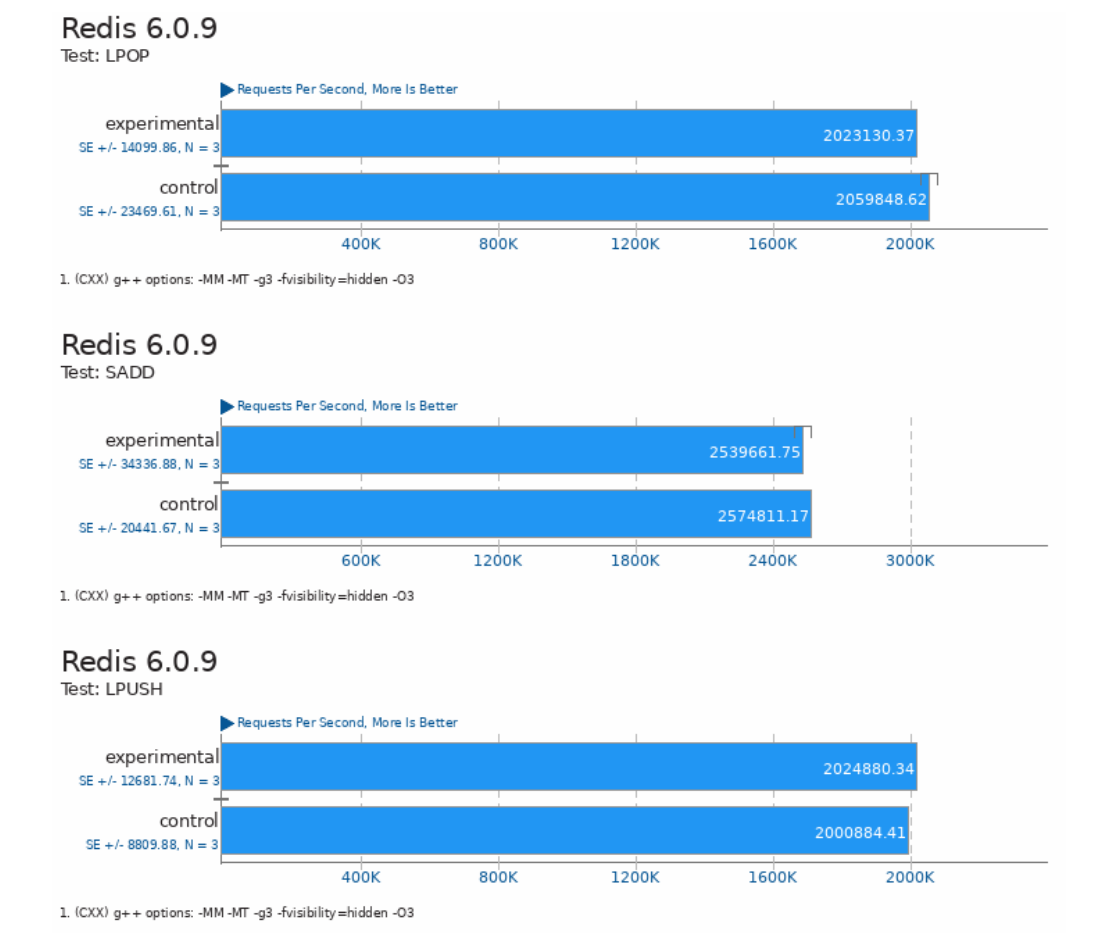 Redis 6.0.9
Test: LPOP
Requests Per Second, More Is Better
experimental
2023130.37
SE +/- 14099.86, N = 3
control
2059848.62
SE +/- 23469.61, N = 3
400K 800K 1200K 1600K 2000K
1. (CXX) g++ options: -MM -MT -g3 -fvisibility=hidden -O3
Redis 6.0.9
Test: SADD
Requests Per Second, More Is Better
experimental
2539661.75
SE +/- 34336.88, N = 3
control
2574811.17
SE +/- 20441.67, N = 3
600K 1200K 1800K 2400K 3000K
1. (CXX) g++ options: -MM -MT -g3 -fvisibility=hidden -O3
Redis 6.0.9
Test: LPUSH
Requests Per Second, More Is Better
experimental
2024880.34
SE +/- 12681.74, N = 3
control
2000884.41
SE +/- 8809.88, N = 3
400K 800K 1200K 1600K 2000K
1. (CXX) g++ options: -MM -MT -g3 -fvisibility=hidden -O3